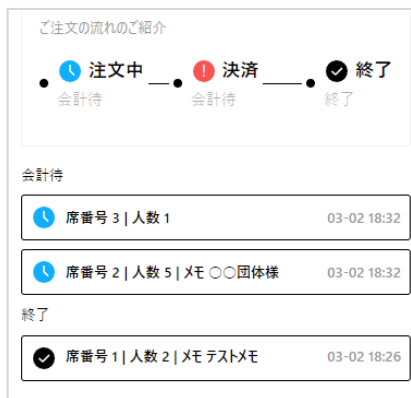 ご注文の流れのご紹介
注文中 決済 終了
会計待 会計待 終了
会計待
席番号 3 | 人数 1 03-02 18:32
席番号 2 | 人数 5 | メモ ○○団体様 03-02 18:32
終了
席番号 1 | 人数 2 | メモ テストメモ 03-02 18:26